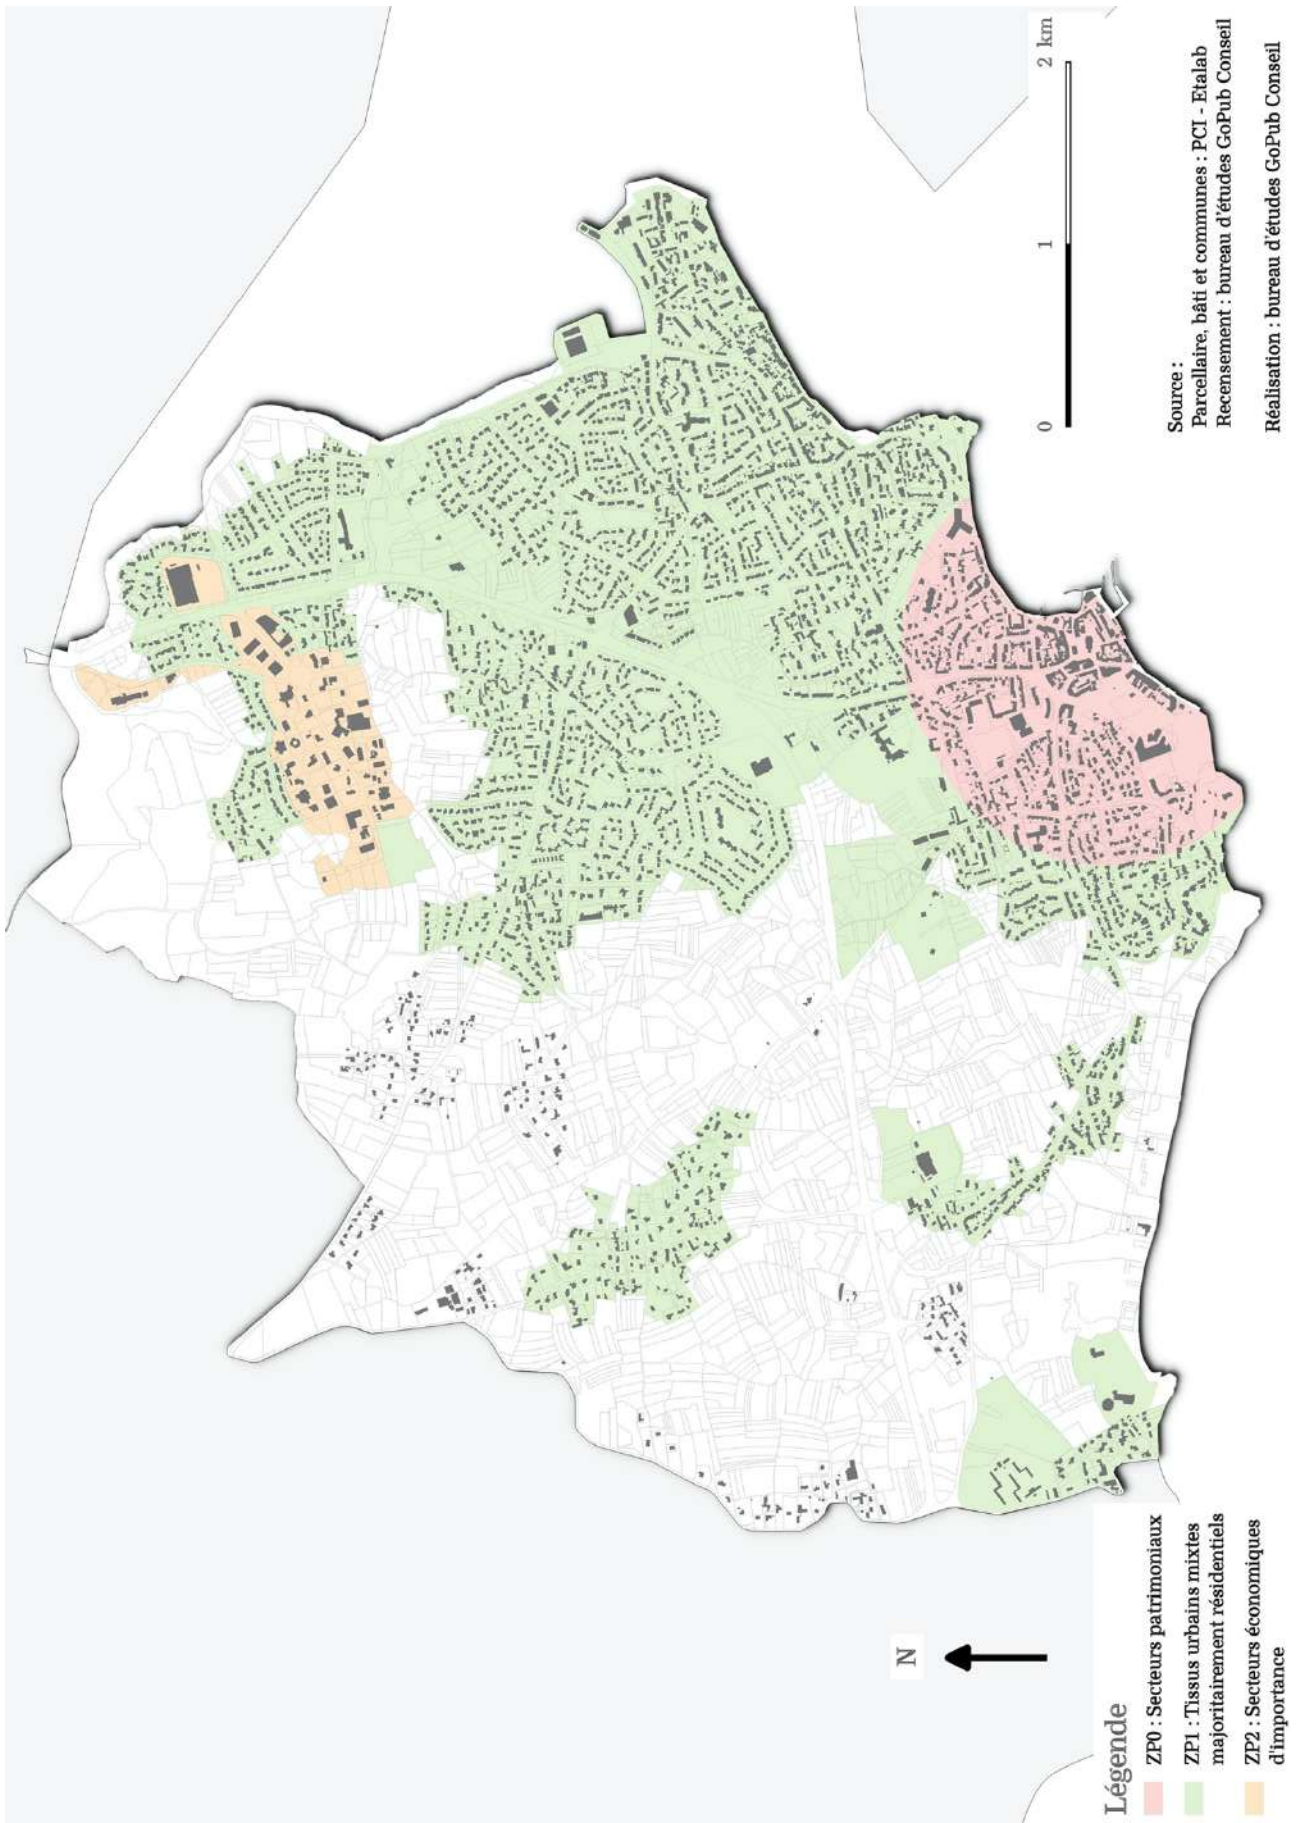 Légende
ZP0 : Secteurs patrimoniaux
ZP1 : Tissus urbains mixtes
majoritairement résidentiels
ZP2 : Secteurs économiques
d'importance
N
0 1 2 km
Source :
Parcellaire, bâti et communes : PCI - Etalab
Recensement : bureau d'études GoPub Conseil
Réalisation : bureau d'études GoPub Conseil